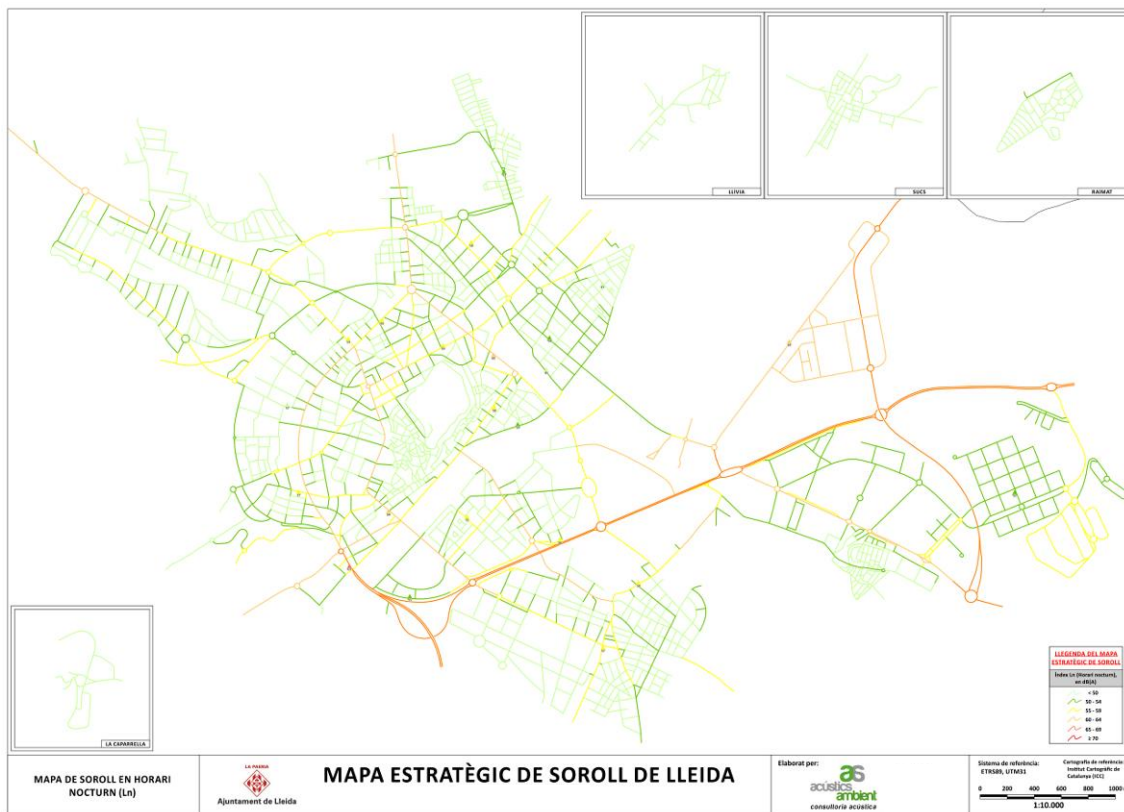 LLÍVIA
SUCS
RAIMAT
LA CAPARRELLA
LLEGENDA DEL MAPA
ESTRATÈGIC DE SOROLL
Índex Ln (Horari nocturn),
en dB(A)
< 50
50 - 54
55 - 59
60 - 64
65 - 69
≥ 70
MAPA DE SOROLL EN HORARI
NOCTURN (Ln)
LA PAERIA
Ajuntament de Lleida
MAPA ESTRATÈGIC DE SOROLL DE LLEIDA
Elaborat per:
acústics
ambient
consultoria acústica
Sistema de referència:
ETRS89, UTM31
Cartografia de referència:
Institut Cartogràfic de
Catalunya (ICC)
0 200 400 600 800 1000
1:10.000